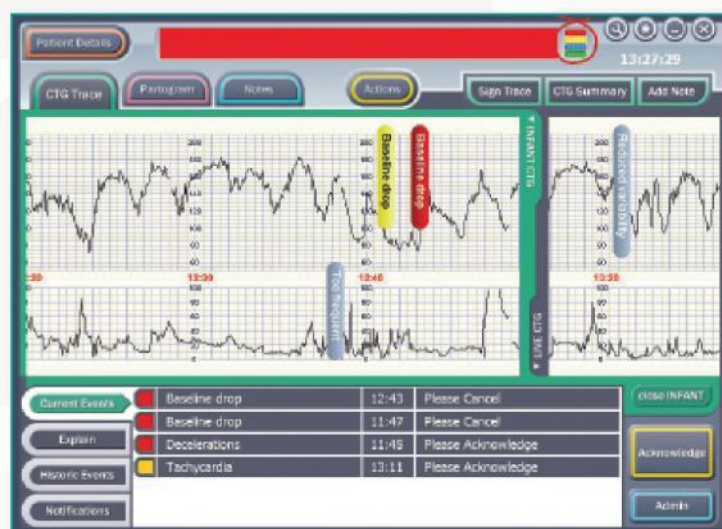 Patient Details
13:27:29
CTG Trace
Partogram
Notes
Actions
Sign Trace
CTG Summary
Add Note
Baseline drop
Baseline drop
INFANT CTG
LIVE CTG
Reduced variability
Too frequent
12:30
12:40
Current Events
Explain
Historic Events
Notifications
Baseline drop 12:43 Please Cancel
Baseline drop 11:47 Please Cancel
Decelerations 11:45 Please Acknowledge
Tachycardia 13:11 Please Acknowledge
close INFANT
Acknowledge
Admin